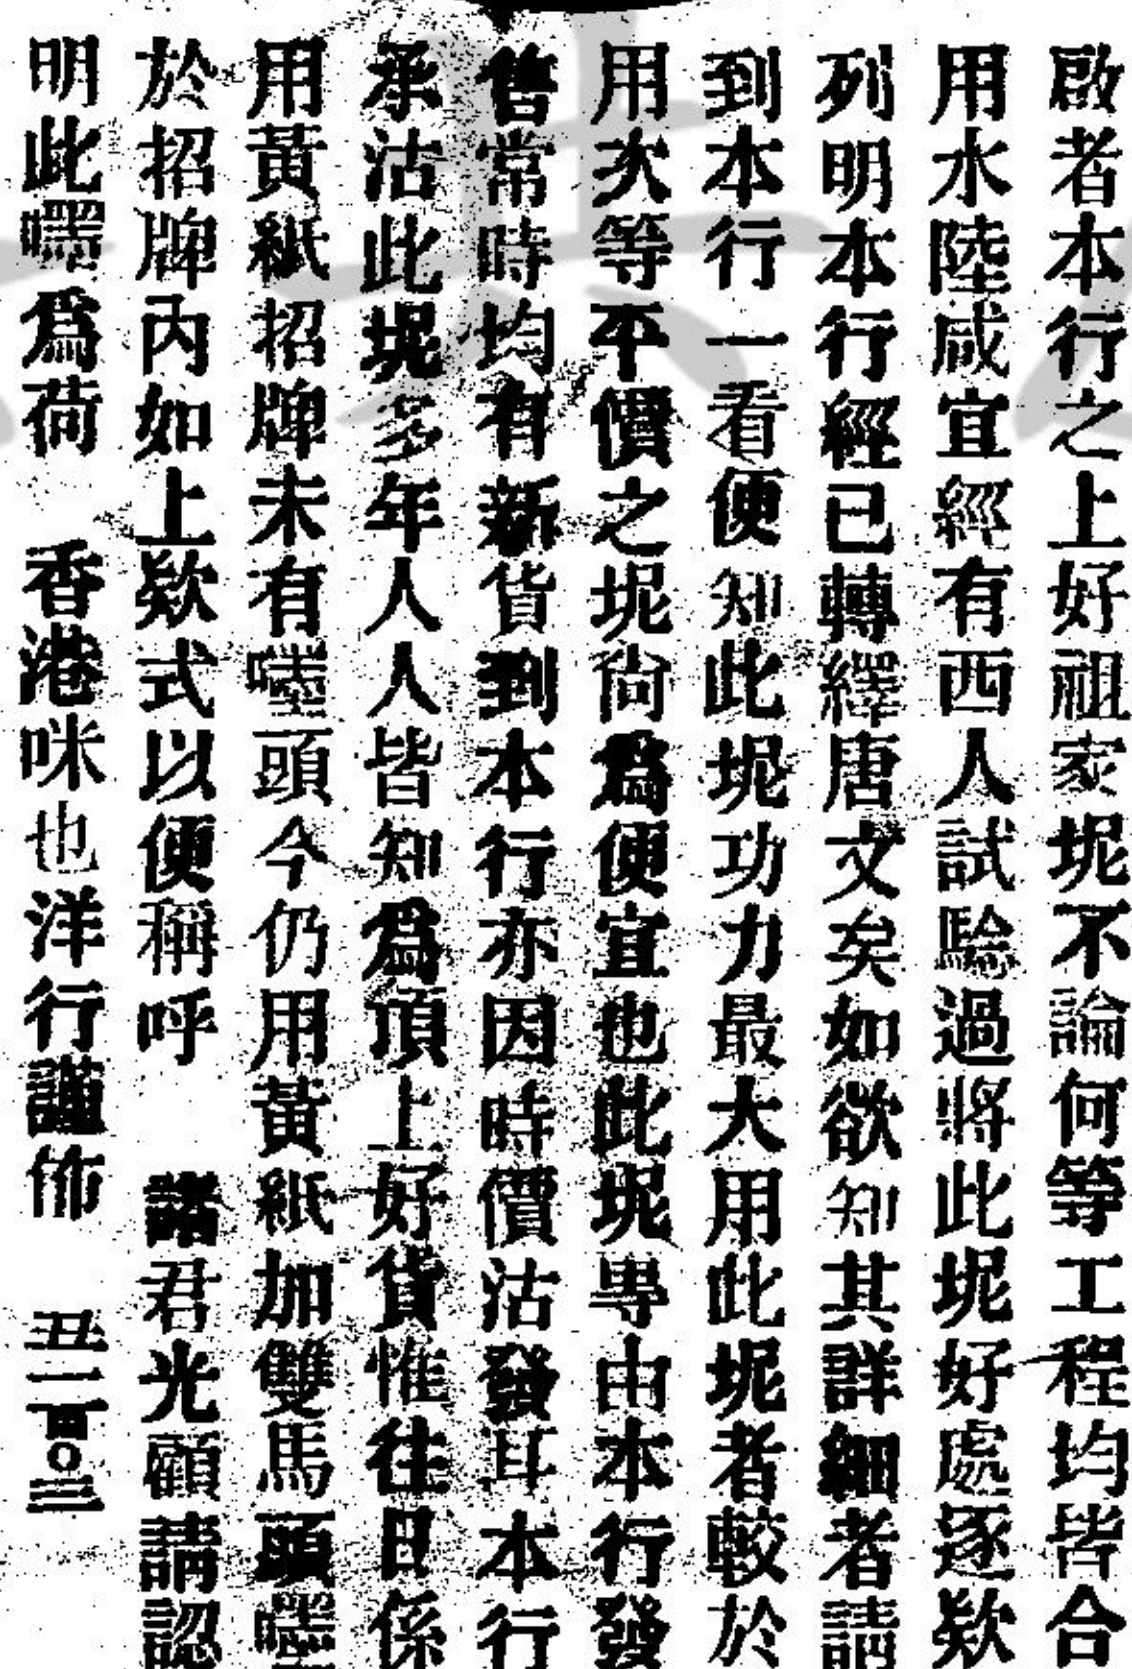 啟者本行之上好祖家坭不論何等工程均皆合
用水陸咸宜經有西人試驗過將此坭好處逐欵
列明本行經已轉繹唐文矣如欲知其詳細者請
到本行一看便知此坭功力最大用此坭者較於
用次等平價之坭尙爲便宜也此坭專由本行發
售常時均有新貨到本行亦因時價沽發耳本行
承沽此坭多年人人皆知爲頂上好貨惟往日係
用黃紙招牌未有嘜頭今仍用黃紙加雙馬頭嘜
於招牌內如上欵式以便稱呼 諸君光顧請認
明此嘜爲荷 香港咪也洋行謹佈 丑二百〇三